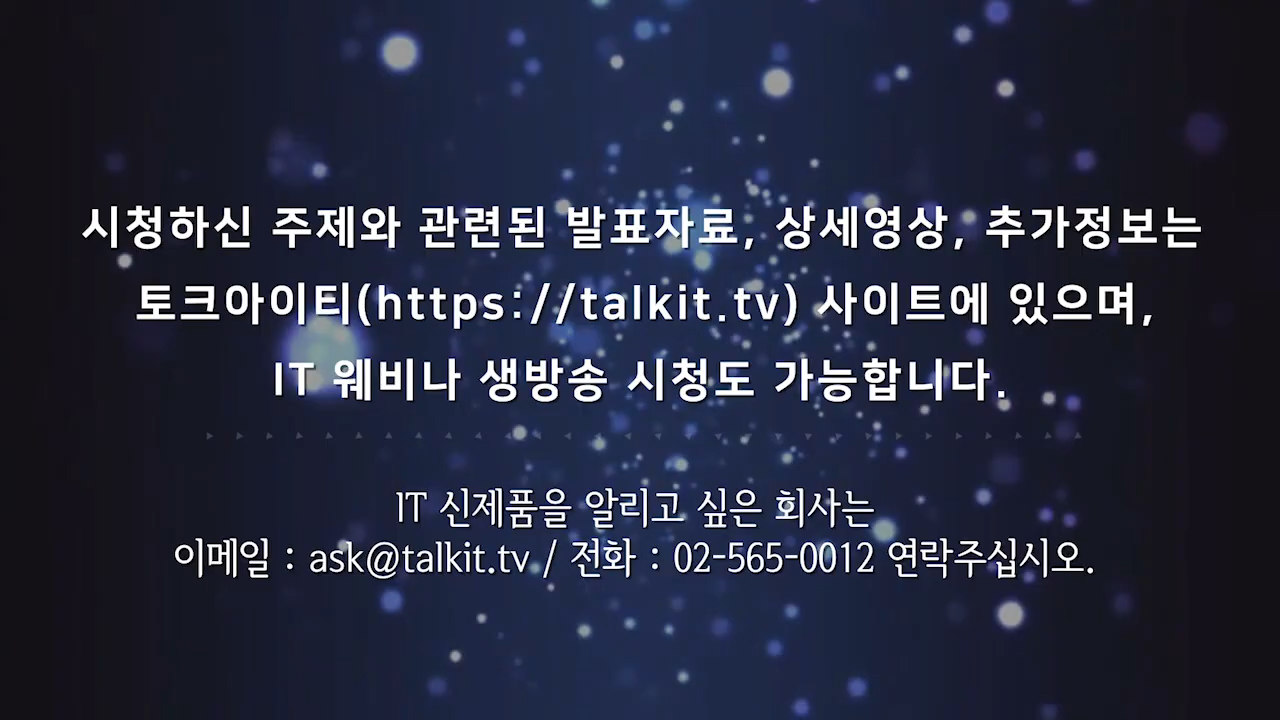 시청하신 주제와 관련된 발표자료, 상세영상, 추가정보는
토크아이티(https://talkit.tv) 사이트에 있으며,
IT 웨비나 생방송 시청도 가능합니다.
IT 신제품을 알리고 싶은 회사는
이메일 : ask@talkit.tv / 전화 : 02-565-0012 연락주십시오.